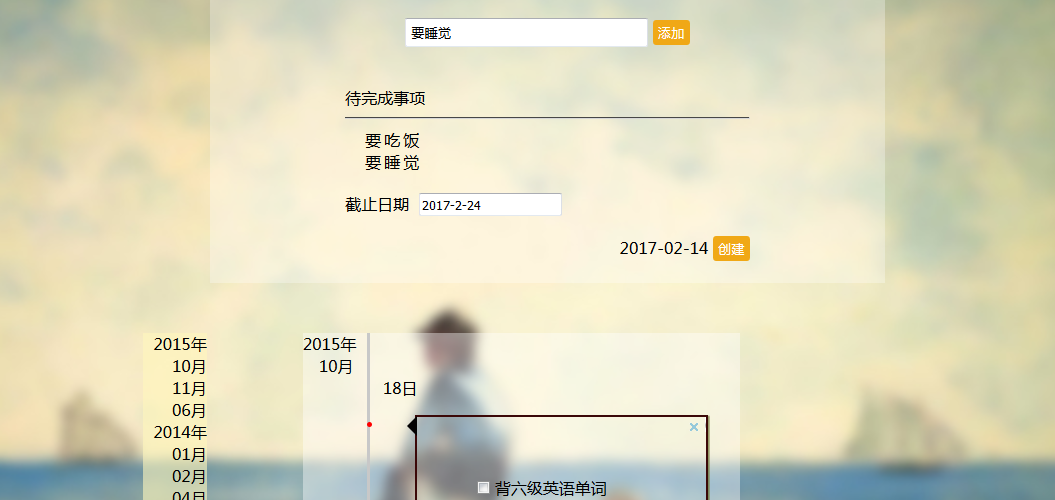 要睡觉 添加
待完成事项
要吃饭
要睡觉
截止日期 2017-2-24
2017-02-14 创建
2015年
10月
11月
06月
2014年
01月
02月
04月
2015年
10月
18日
×
背六级英语单词